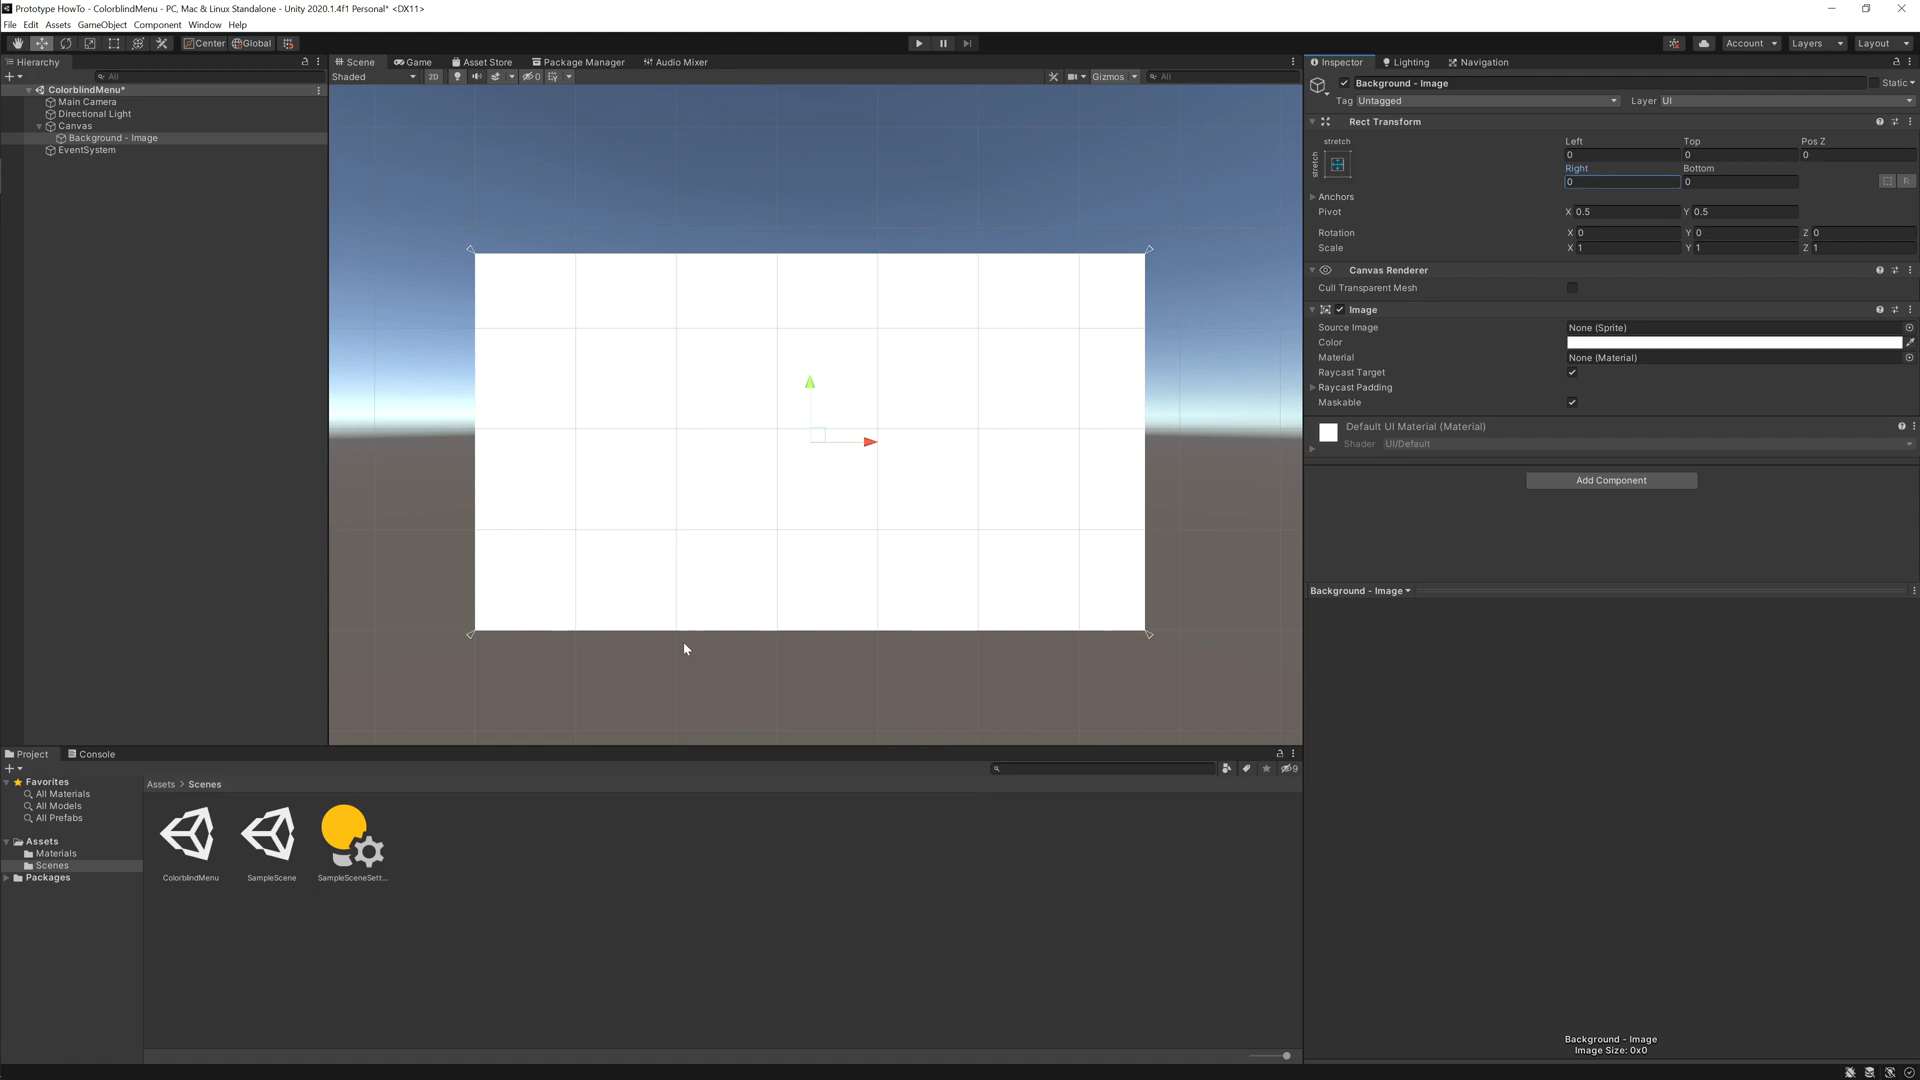 Prototype HowTo - ColorblindMenu - PC, Mac & Linux Standalone - Unity 2020.1.4f1 Personal* <DX11>
File Edit Assets GameObject Component Window Help
Center Global
Account Layers Layout
Hierarchy
All
ColorblindMenu*
Main Camera
Directional Light
Canvas
Background - Image
EventSystem
Scene Game Asset Store Package Manager Audio Mixer
Shaded 2D 0 Gizmos All
Inspector Lighting Navigation
Background - Image Static
Tag Untagged Layer UI
Rect Transform
stretch Left Top Pos Z
stretch 0 0 0
Right Bottom
0 0 R
Anchors
Pivot X 0.5 Y 0.5
Rotation X 0 Y 0 Z 0
Scale X 1 Y 1 Z 1
Canvas Renderer
Cull Transparent Mesh
Image
Source Image None (Sprite)
Color
Material None (Material)
Raycast Target
Raycast Padding
Maskable
Default UI Material (Material)
Shader UI/Default
Add Component
Background - Image
Background - Image
Image Size: 0x0
Project Console
9
Favorites
All Materials
All Models
All Prefabs
Assets
Materials
Scenes
Packages
Assets > Scenes
ColorblindMenu SampleScene SampleSceneSett...